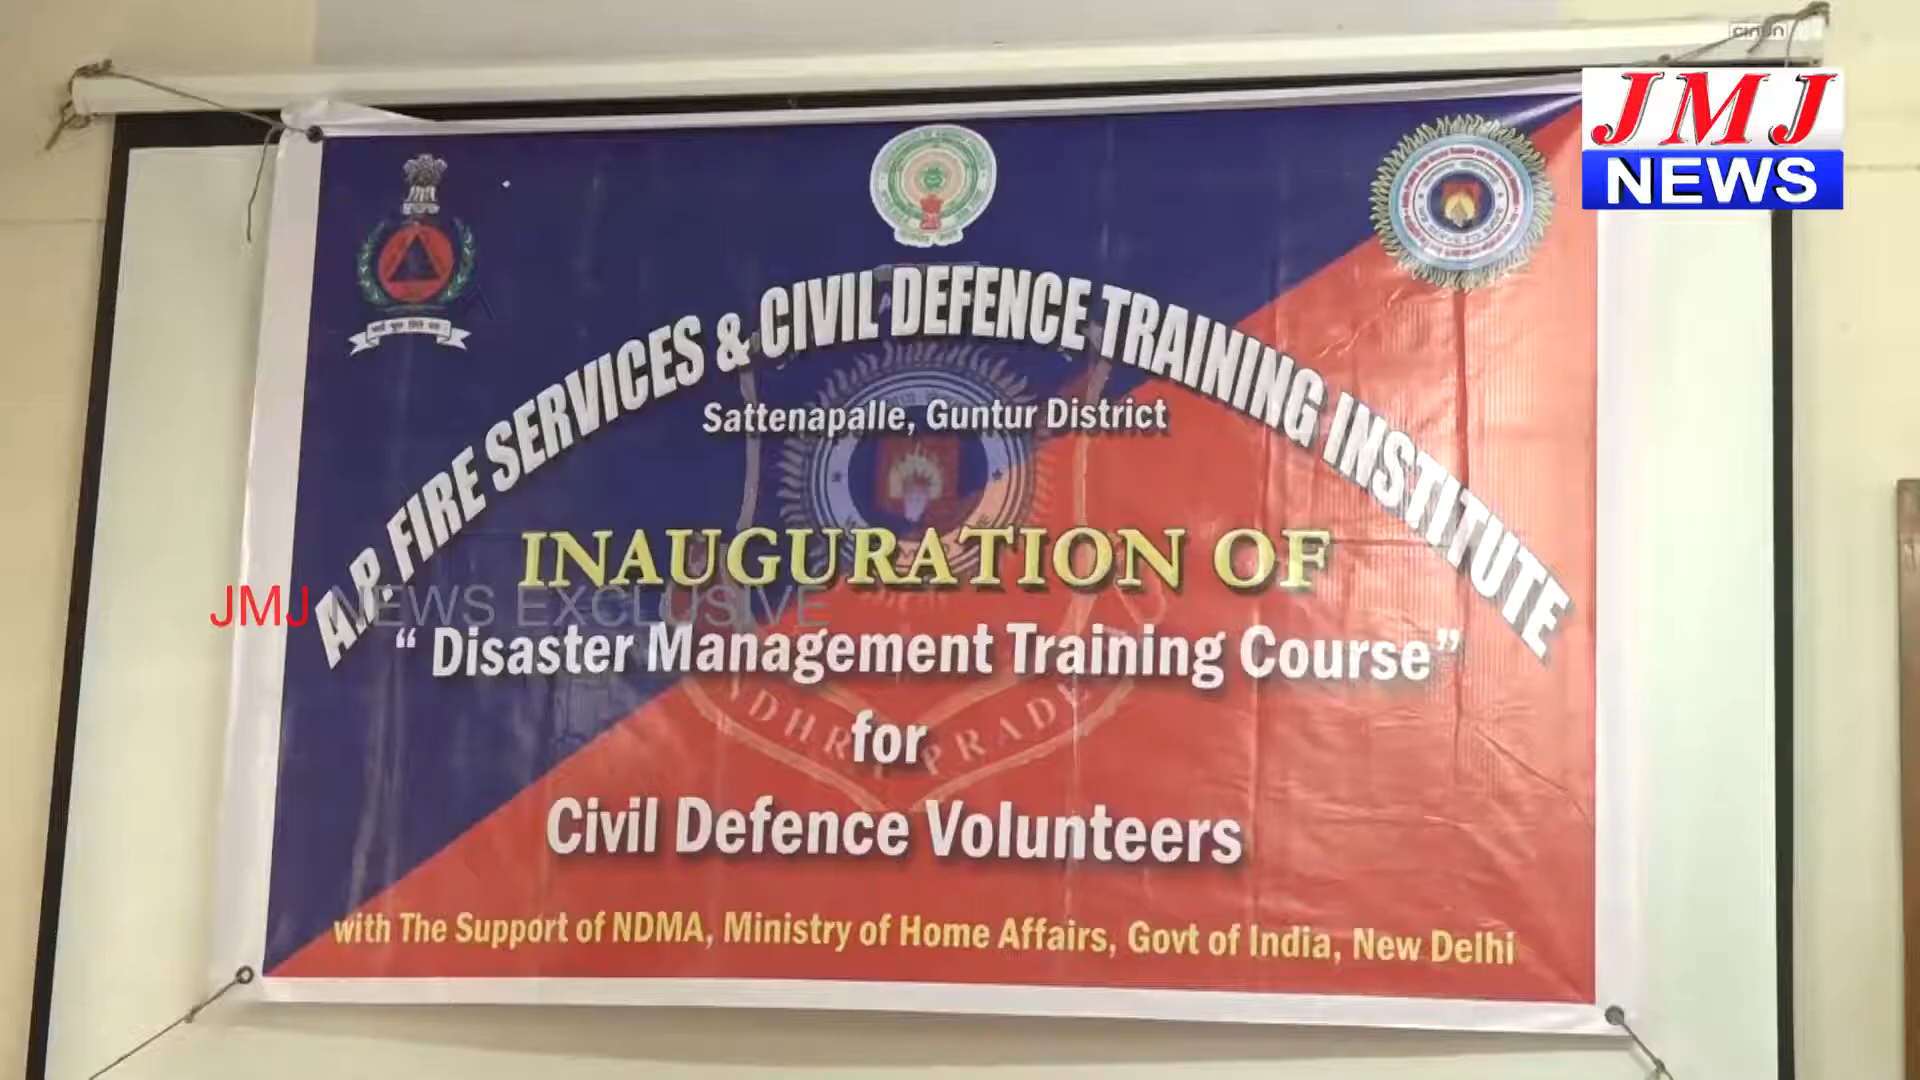 JMJ
NEWS
A.P. FIRE SERVICES & CIVIL DEFENCE TRAINING INSTITUTE
Sattenapalle, Guntur District
INAUGURATION OF
JMJ NEWS EXCLUSIVE
“ Disaster Management Training Course”
for
ANDHRA PRADESH
Civil Defence Volunteers
with The Support of NDMA, Ministry of Home Affairs, Govt of India, New Delhi